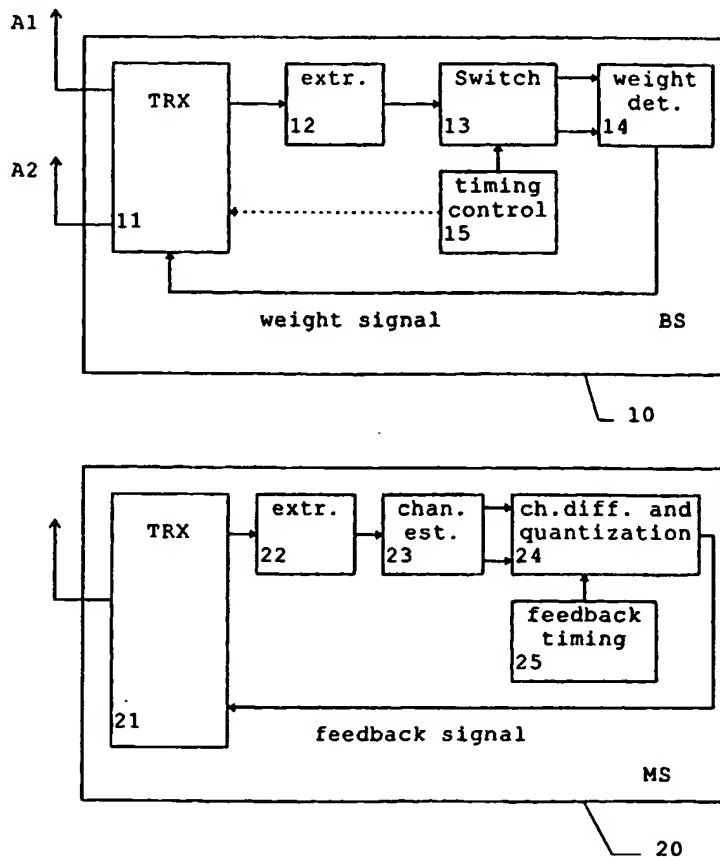 A1
TRX
11
extr.
12
Switch
13
weight
det.
14
A2
timing
control
15
weight signal
BS
10
TRX
21
extr.
22
chan.
est.
23
ch.diff. and
quantization
24
feedback
timing
25
feedback signal
MS
20